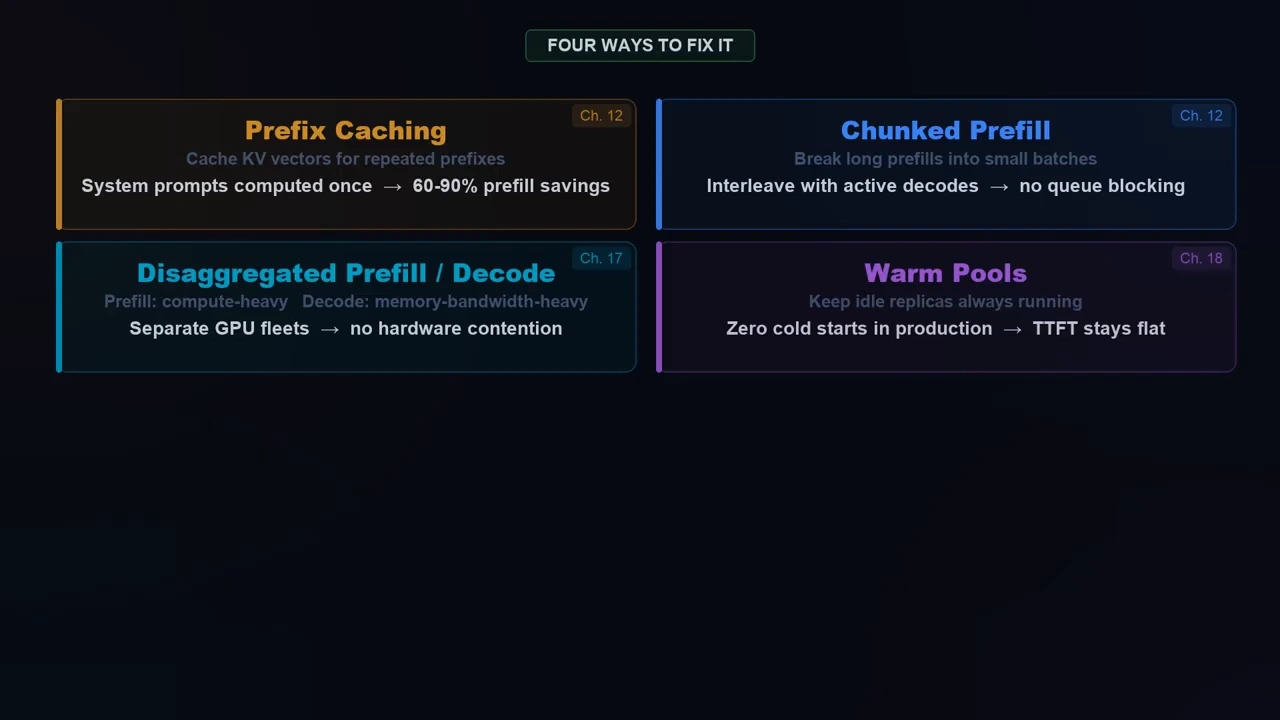 FOUR WAYS TO FIX IT
Ch. 12
Prefix Caching
Cache KV vectors for repeated prefixes
System prompts computed once → 60-90% prefill savings
Ch. 12
Chunked Prefill
Break long prefills into small batches
Interleave with active decodes → no queue blocking
Ch. 17
Disaggregated Prefill / Decode
Prefill: compute-heavy Decode: memory-bandwidth-heavy
Separate GPU fleets → no hardware contention
Ch. 18
Warm Pools
Keep idle replicas always running
Zero cold starts in production → TTFT stays flat